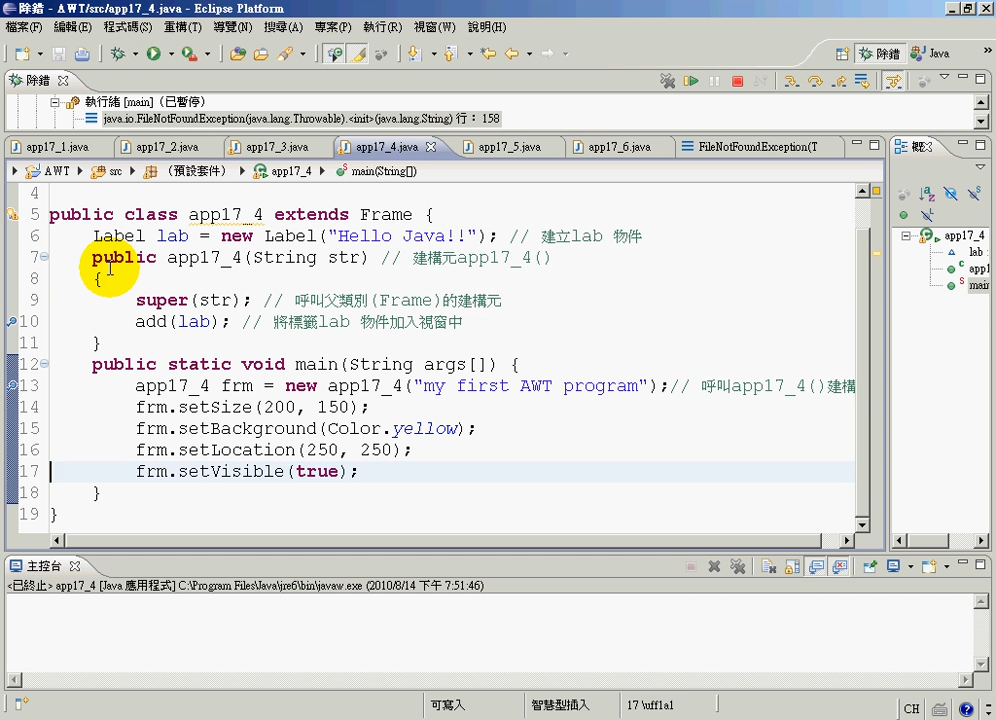 除錯 - AWT/src/app17_4.java - Eclipse Platform
檔案(F) 編輯(E) 程式碼(S) 重構(T) 導覽(N) 搜尋(A) 專案(P) 執行(R) 視窗(W) 說明(H)
除錯 Java »
除錯
執行緒 [main] (已暫停)
java.io.FileNotFoundException(java.lang.Throwable).<init>(java.lang.String) 行: 158
app17_1.java app17_2.java app17_3.java app17_4.java app17_5.java app17_6.java FileNotFoundException(T 概
AWT src (預設套件) app17_4 main(String[])
4
5 public class app17_4 extends Frame {
6 Label lab = new Label("Hello Java!!"); // 建立lab 物件
7 public app17_4(String str) // 建構元app17_4()
8 {
9 super(str); // 呼叫父類別(Frame)的建構元
10 add(lab); // 將標籤lab 物件加入視窗中
11 }
12 public static void main(String args[]) {
13 app17_4 frm = new app17_4("my first AWT program");// 呼叫app17_4()建構
14 frm.setSize(200, 150);
15 frm.setBackground(Color.yellow);
16 frm.setLocation(250, 250);
17 frm.setVisible(true);
18 }
19 }
app17_4
lab
app1
main
主控台
<已終止> app17_4 [Java 應用程式] C:\Program Files\Java\jre6\bin\javaw.exe (2010/8/14 下午 7:51:46)
可寫入 智慧型插入 17 \uff1a1 CH